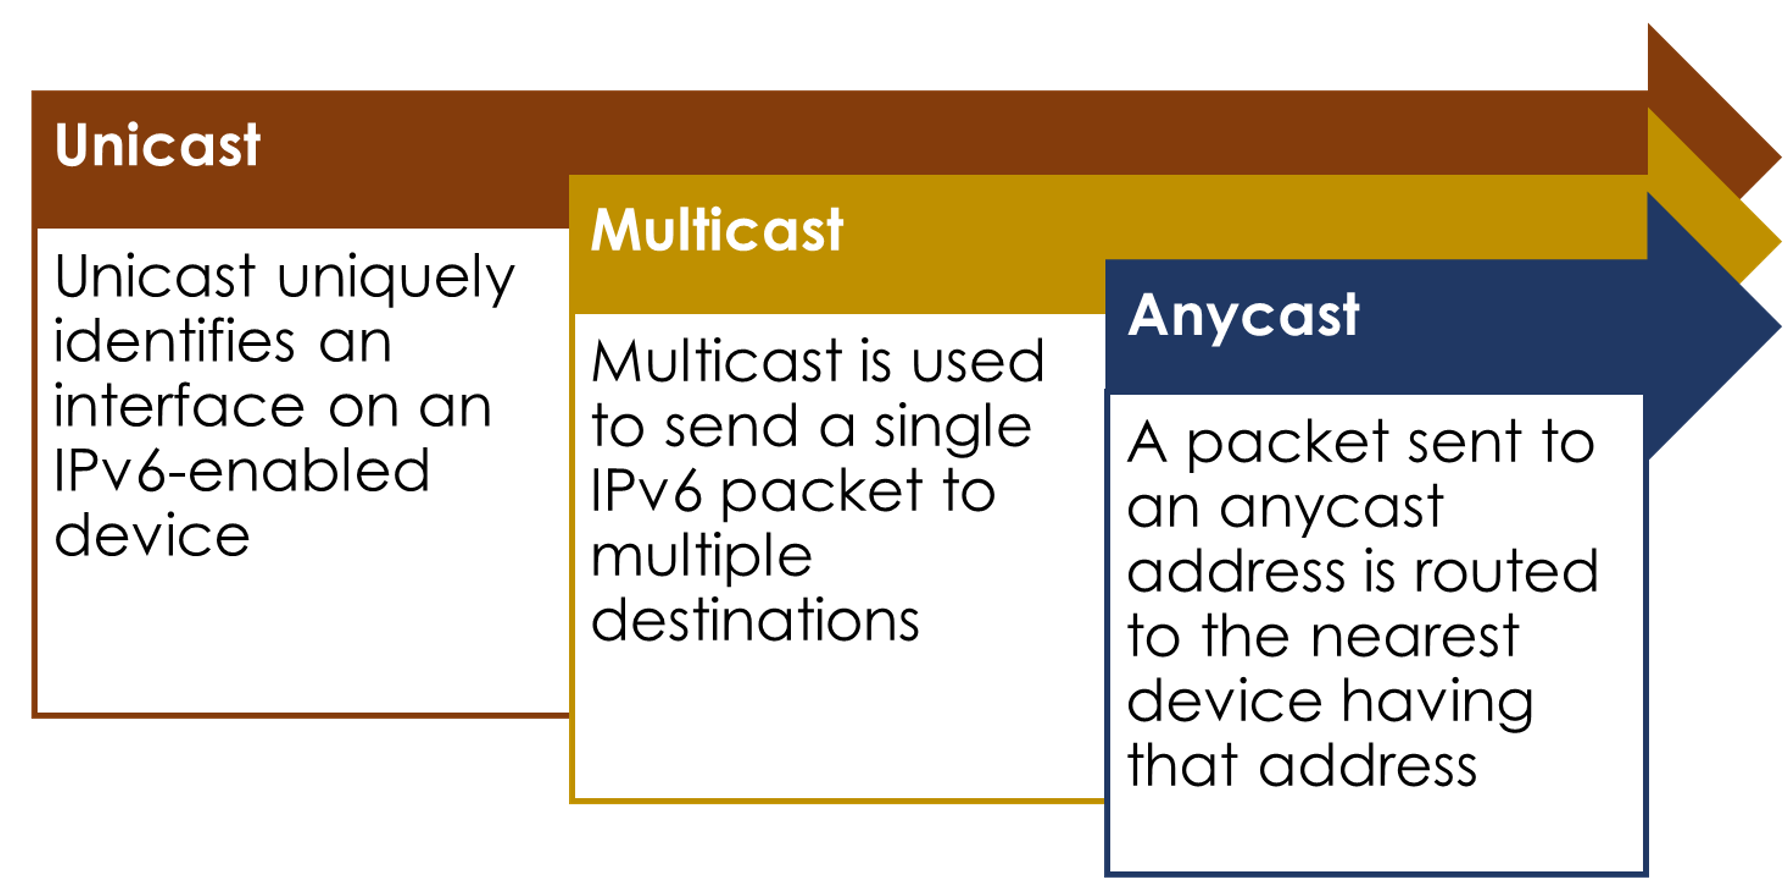 Unicast
Unicast uniquely
identifies an
interface on an
IPv6-enabled
device
Multicast
Multicast is used
to send a single
IPv6 packet to
multiple
destinations
Anycast
A packet sent to
an anycast
address is routed
to the nearest
device having
that address